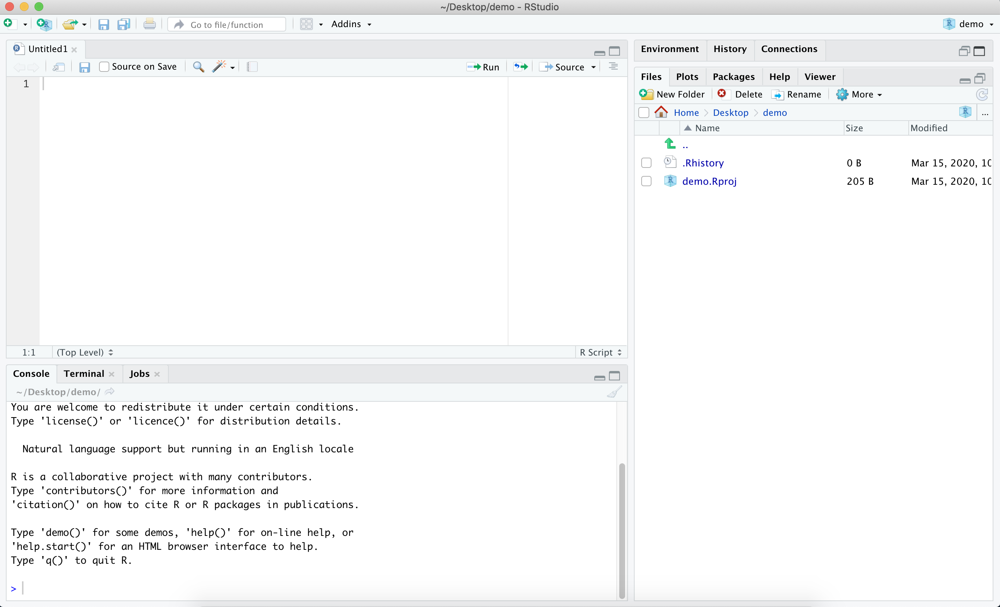 ~/Desktop/demo - RStudio
Go to file/function
Addins
demo
Untitled1
Source on Save
Run
Source
1
1:1
(Top Level)
R Script
Console Terminal Jobs
~/Desktop/demo/
You are welcome to redistribute it under certain conditions.
Type 'license()' or 'licence()' for distribution details.
Natural language support but running in an English locale
R is a collaborative project with many contributors.
Type 'contributors()' for more information and
'citation()' on how to cite R or R packages in publications.
Type 'demo()' for some demos, 'help()' for on-line help, or
'help.start()' for an HTML browser interface to help.
Type 'q()' to quit R.
>
Environment History Connections
Files Plots Packages Help Viewer
New Folder Delete Rename More
Home Desktop demo ...
Name Size Modified
..
.Rhistory 0 B Mar 15, 2020, 10
demo.Rproj 205 B Mar 15, 2020, 10